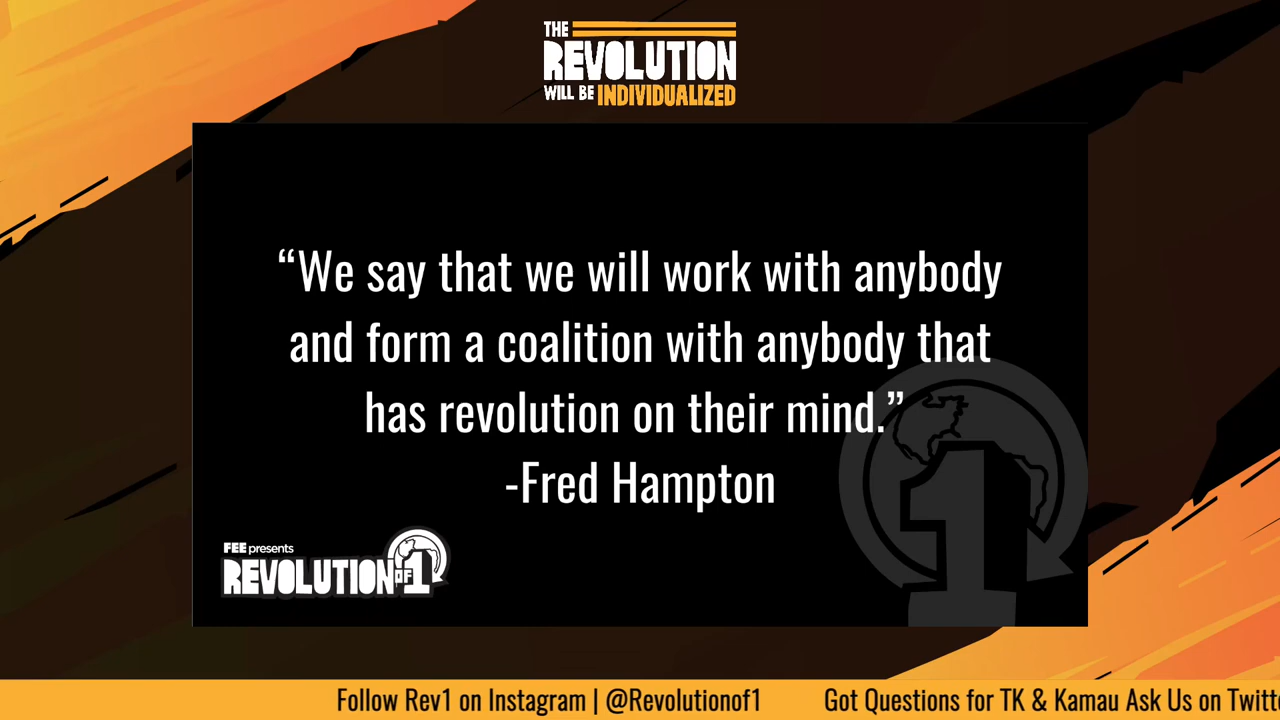 THE
REVOLUTION
WILL BE INDIVIDUALIZED
“We say that we will work with anybody
and form a coalition with anybody that
has revolution on their mind.”
-Fred Hampton
FEE presents
REVOLUTION OF 1
1
Follow Rev1 on Instagram | @Revolutionof1 Got Questions for TK & Kamau Ask Us on